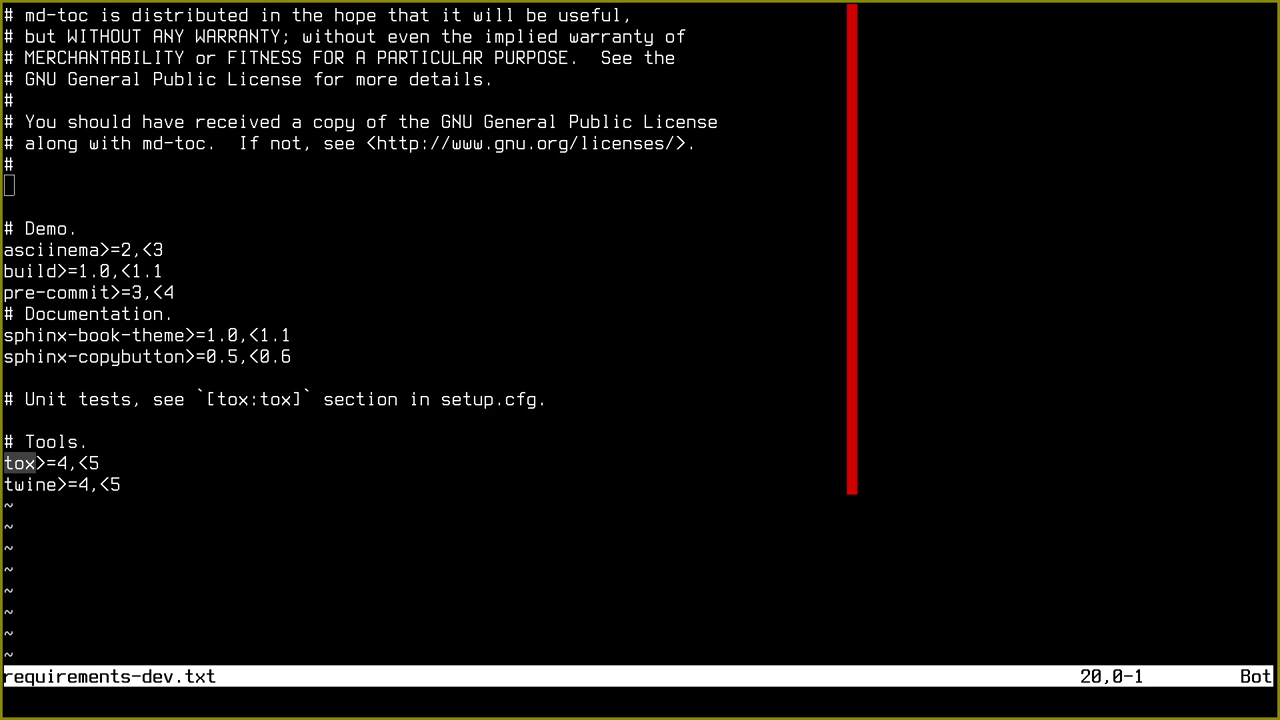 # md-toc is distributed in the hope that it will be useful,
# but WITHOUT ANY WARRANTY; without even the implied warranty of
# MERCHANTABILITY or FITNESS FOR A PARTICULAR PURPOSE.  See the
# GNU General Public License for more details.
#
# You should have received a copy of the GNU General Public License
# along with md-toc.  If not, see <http://www.gnu.org/licenses/>.
#
# Demo.
asciinema>=2,<3
build>=1.0,<1.1
pre-commit>=3,<4
# Documentation.
sphinx-book-theme>=1.0,<1.1
sphinx-copybutton>=0.5,<0.6
# Unit tests, see `[tox:tox]` section in setup.cfg.
# Tools.
tox>=4,<5
twine>=4,<5
~
~
~
~
~
~
~
~
requirements-dev.txt 20,0-1 Bot